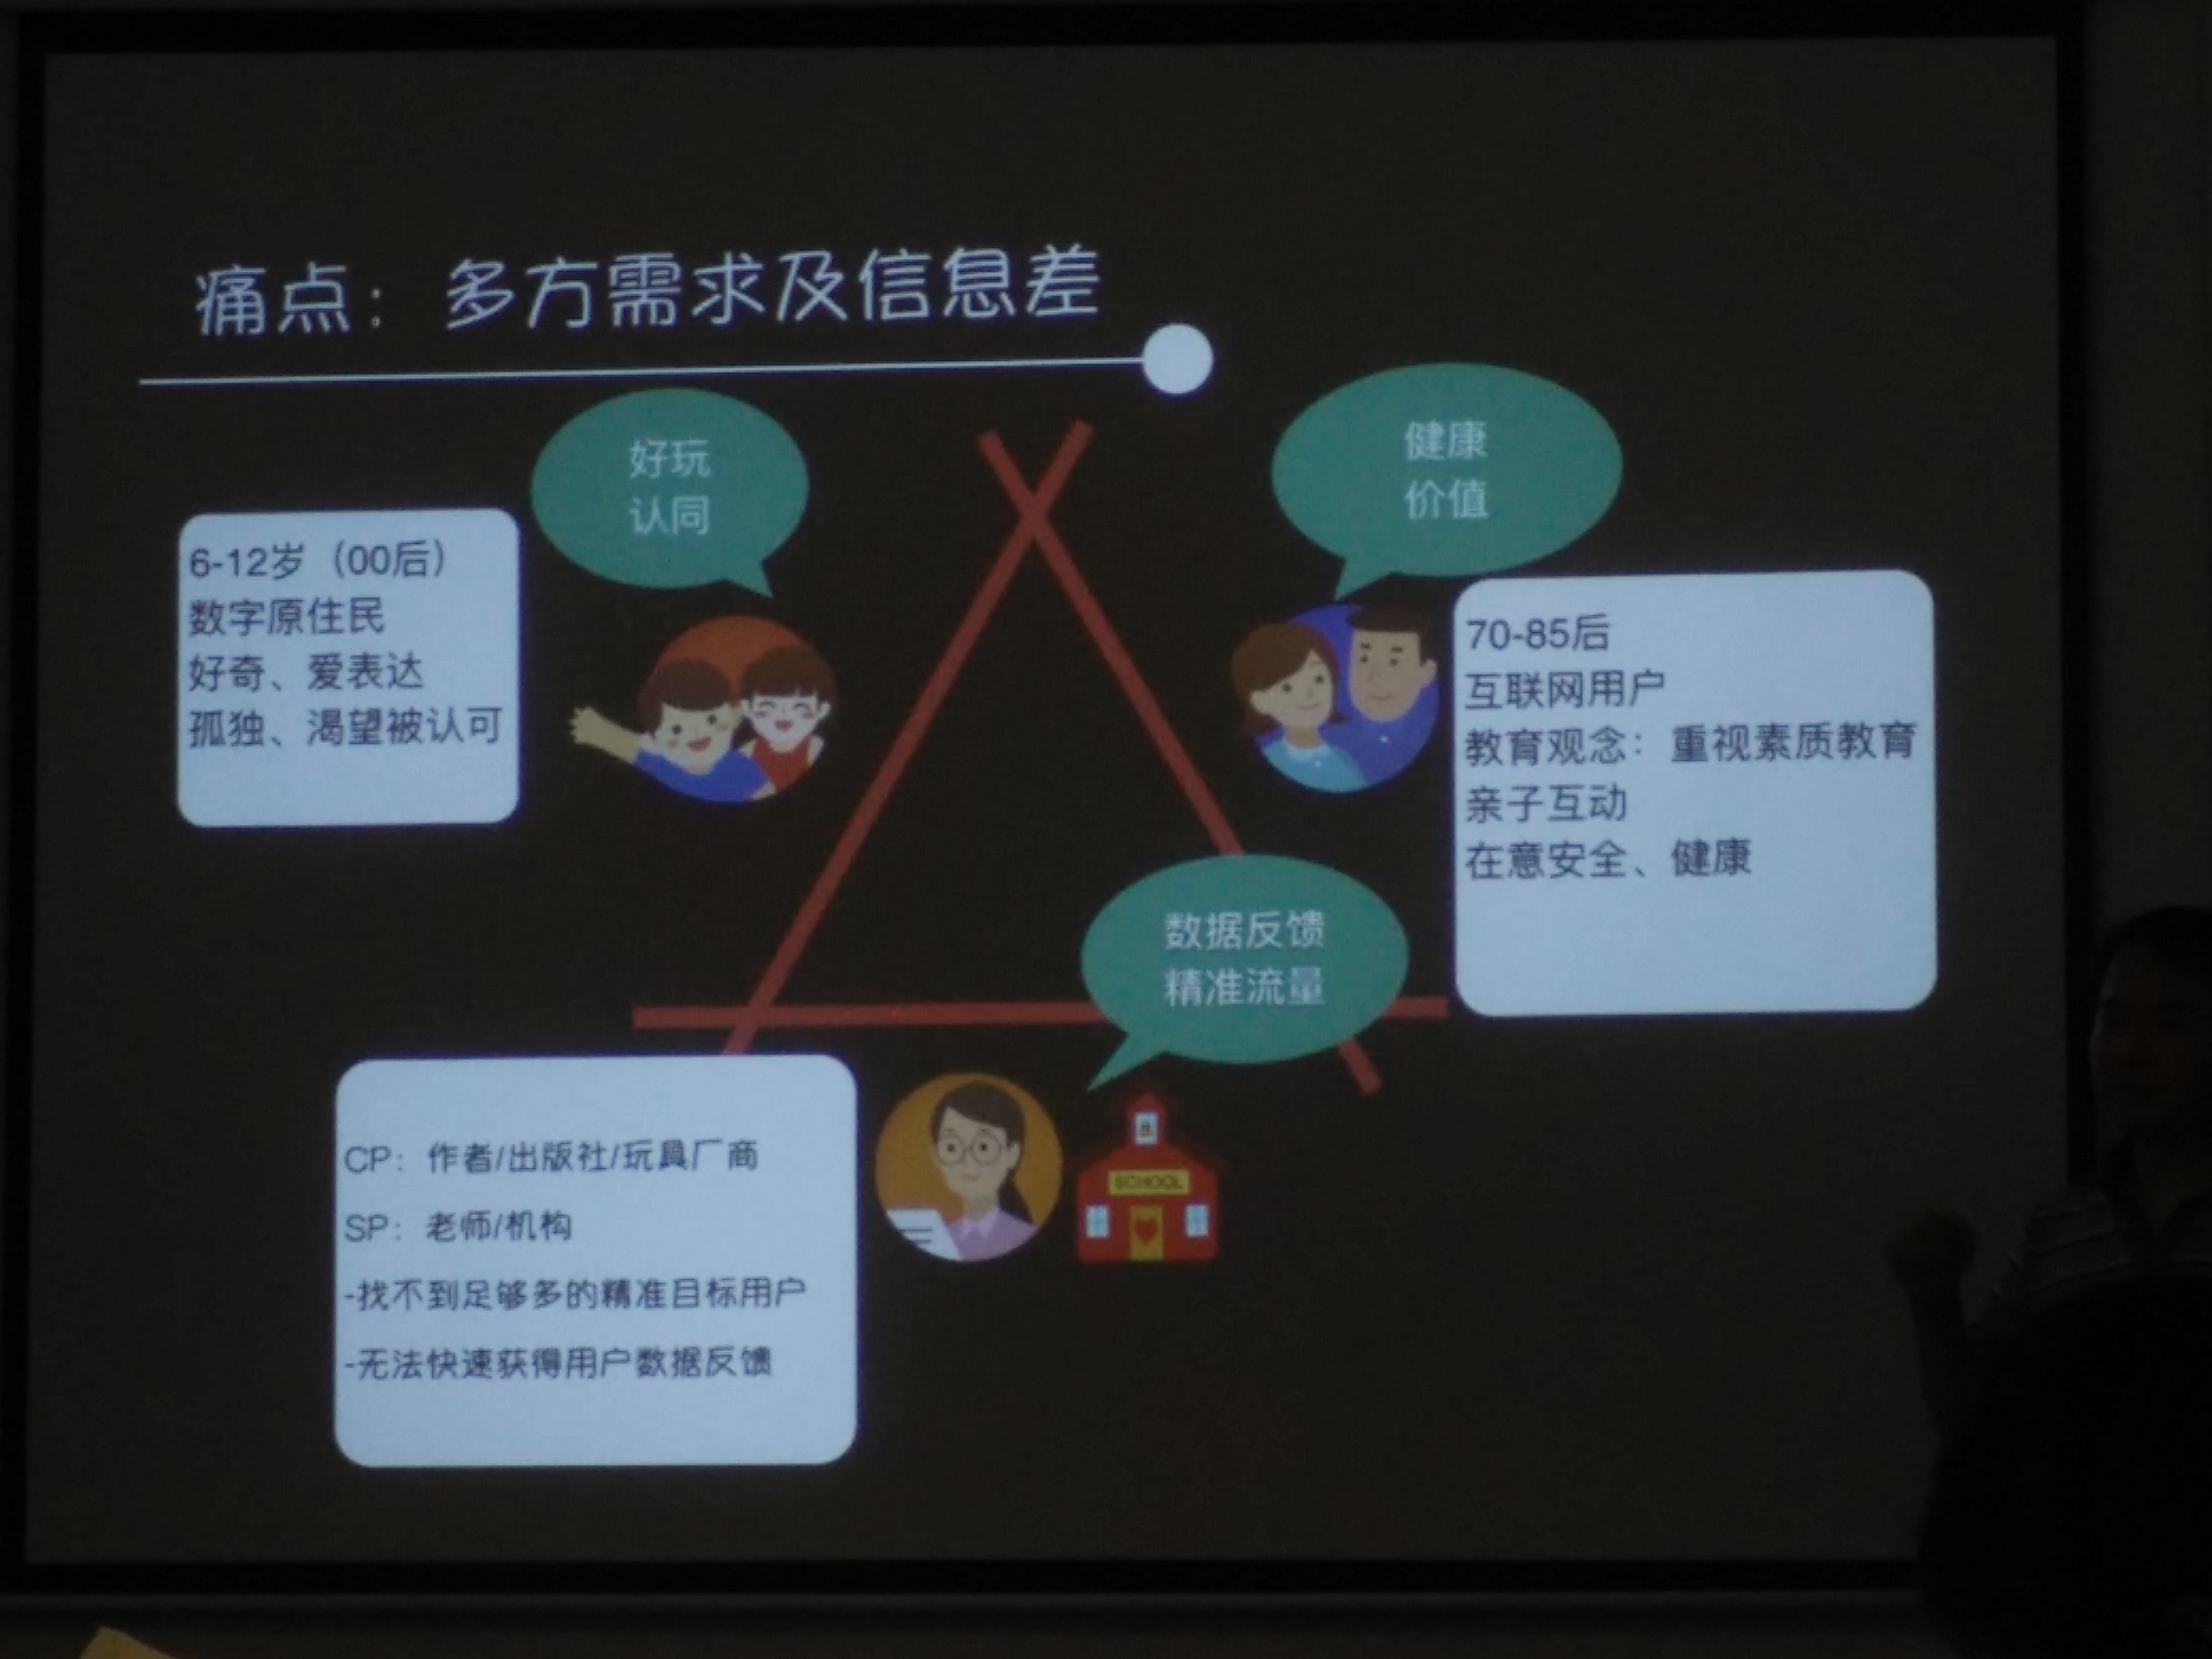 痛点：多方需求及信息差
好玩
认同
健康
价值
6-12岁（00后）
数字原住民
好奇、爱表达
孤独、渴望被认可
70-85后
互联网用户
教育观念：重视素质教育
亲子互动
在意安全、健康
数据反馈
精准流量
CP：作者/出版社/玩具厂商
SP：老师/机构
-找不到足够多的精准目标用户
-无法快速获得用户数据反馈
SCHOOL